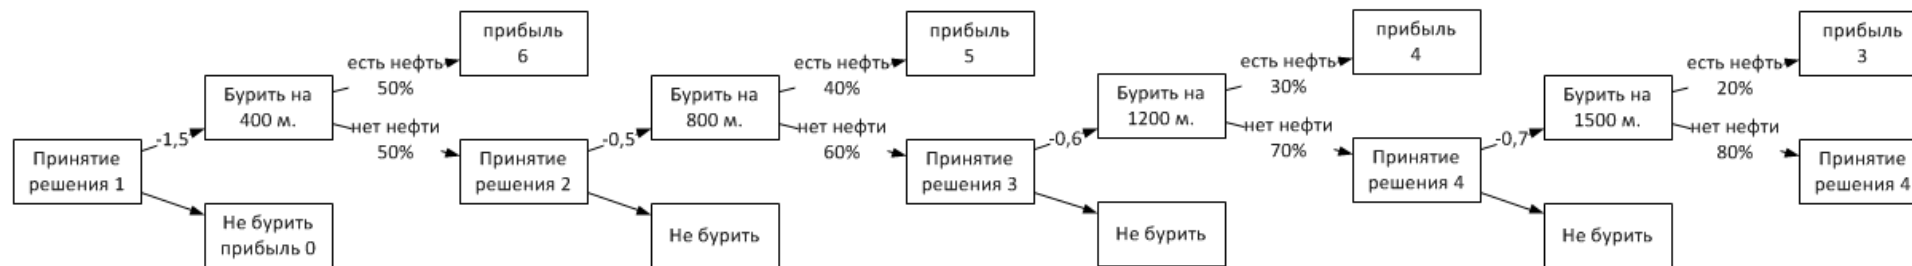 прибыль
6
прибыль
5
прибыль
4
прибыль
3
есть нефть
50%
есть нефть
40%
есть нефть
30%
есть нефть
20%
Бурить на
400 м.
Бурить на
800 м.
Бурить на
1200 м.
Бурить на
1500 м.
-1,5
нет нефти
50%
-0,5
нет нефти
60%
-0,6
нет нефти
70%
-0,7
нет нефти
80%
Принятие
решения 1
Принятие
решения 2
Принятие
решения 3
Принятие
решения 4
Принятие
решения 4
Не бурить
прибыль 0
Не бурить
Не бурить
Не бурить